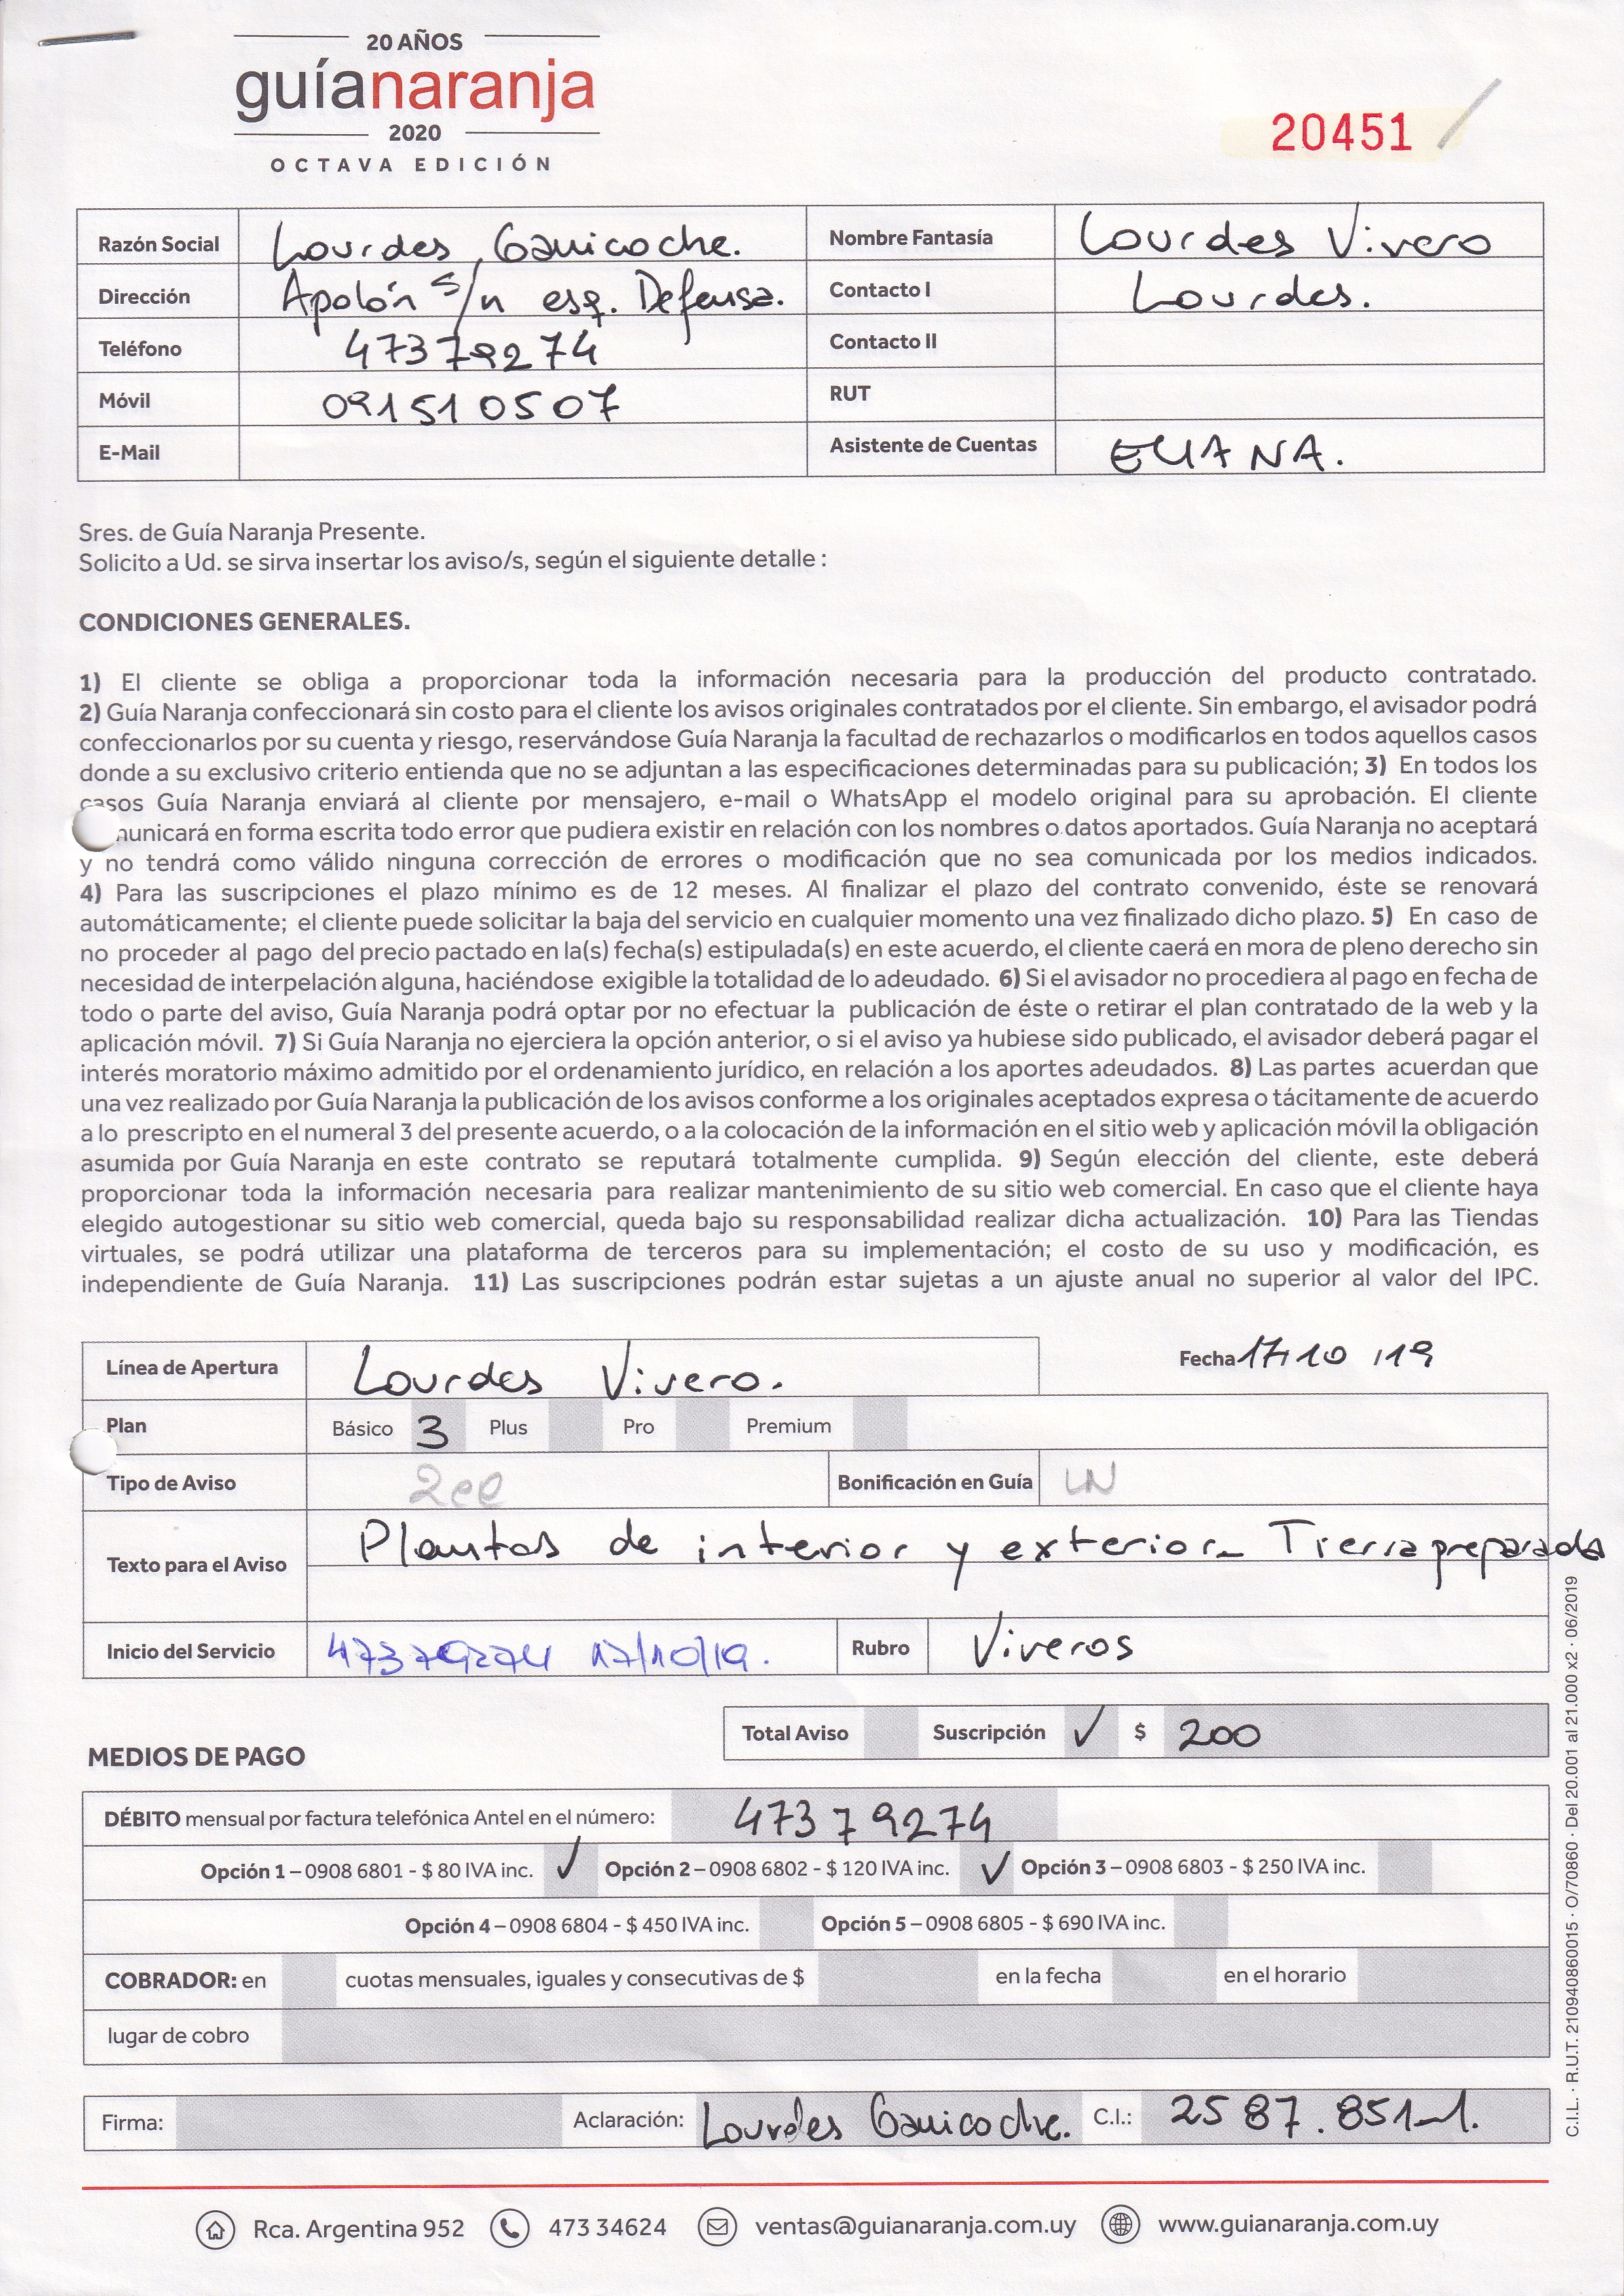 20 AÑOS
guíanaranja
2020
OCTAVA EDICIÓN
20451
Razón Social Lourdes Ganicoche. Nombre Fantasía Lourdes Vivero
Dirección Apolón s/n esq. Defensa. Contacto I Lourdes.
Teléfono 47379274 Contacto II
Móvil 091510507 RUT
E-Mail Asistente de Cuentas ELIANA.
Sres. de Guía Naranja Presente.
Solicito a Ud. se sirva insertar los aviso/s, según el siguiente detalle :
CONDICIONES GENERALES.
1) El cliente se obliga a proporcionar toda la información necesaria para la producción del producto contratado.
2) Guía Naranja confeccionará sin costo para el cliente los avisos originales contratados por el cliente. Sin embargo, el avisador podrá
confeccionarlos por su cuenta y riesgo, reservándose Guía Naranja la facultad de rechazarlos o modificarlos en todos aquellos casos
donde a su exclusivo criterio entienda que no se adjuntan a las especificaciones determinadas para su publicación; 3) En todos los
casos Guía Naranja enviará al cliente por mensajero, e-mail o WhatsApp el modelo original para su aprobación. El cliente
municará en forma escrita todo error que pudiera existir en relación con los nombres o datos aportados. Guía Naranja no aceptará
y no tendrá como válido ninguna corrección de errores o modificación que no sea comunicada por los medios indicados.
4) Para las suscripciones el plazo mínimo es de 12 meses. Al finalizar el plazo del contrato convenido, éste se renovará
automáticamente; el cliente puede solicitar la baja del servicio en cualquier momento una vez finalizado dicho plazo. 5) En caso de
no proceder al pago del precio pactado en la(s) fecha(s) estipulada(s) en este acuerdo, el cliente caerá en mora de pleno derecho sin
necesidad de interpelación alguna, haciéndose exigible la totalidad de lo adeudado. 6) Si el avisador no procediera al pago en fecha de
todo o parte del aviso, Guía Naranja podrá optar por no efectuar la publicación de éste o retirar el plan contratado de la web y la
aplicación móvil. 7) Si Guía Naranja no ejerciera la opción anterior, o si el aviso ya hubiese sido publicado, el avisador deberá pagar el
interés moratorio máximo admitido por el ordenamiento jurídico, en relación a los aportes adeudados. 8) Las partes acuerdan que
una vez realizado por Guía Naranja la publicación de los avisos conforme a los originales aceptados expresa o tácitamente de acuerdo
a lo prescripto en el numeral 3 del presente acuerdo, o a la colocación de la información en el sitio web y aplicación móvil la obligación
asumida por Guía Naranja en este contrato se reputará totalmente cumplida. 9) Según elección del cliente, este deberá
proporcionar toda la información necesaria para realizar mantenimiento de su sitio web comercial. En caso que el cliente haya
elegido autogestionar su sitio web comercial, queda bajo su responsabilidad realizar dicha actualización. 10) Para las Tiendas
virtuales, se podrá utilizar una plataforma de terceros para su implementación; el costo de su uso y modificación, es
independiente de Guía Naranja. 11) Las suscripciones podrán estar sujetas a un ajuste anual no superior al valor del IPC.
Línea de Apertura Lourdes Vivero. Fecha 17/10/19
Plan Básico 3 Plus Pro Premium
Tipo de Aviso Bonificación en Guía LN
Texto para el Aviso Plantas de interior y exterior_ Tierra preparada
Inicio del Servicio 47379274 17/10/19. Rubro Viveros
Total Aviso Suscripción ✓ $ 200
MEDIOS DE PAGO
DÉBITO mensual por factura telefónica Antel en el número: 47379274
Opción 1 – 0908 6801 - $ 80 IVA inc. ✓ Opción 2 – 0908 6802 - $ 120 IVA inc. ✓ Opción 3 – 0908 6803 - $ 250 IVA inc.
Opción 4 – 0908 6804 - $ 450 IVA inc. Opción 5 – 0908 6805 - $ 690 IVA inc.
COBRADOR: en cuotas mensuales, iguales y consecutivas de $ en la fecha en el horario
lugar de cobro
Firma: Aclaración: Lourdes Ganicoche. C.I.: 2587.851-1.
C.I.L. · R.U.T. 210940860015 · O/70860 · Del 20.001 al 21.000 x2 · 06/2019
Rca. Argentina 952 473 34624 ventas@guianaranja.com.uy www.guianaranja.com.uy